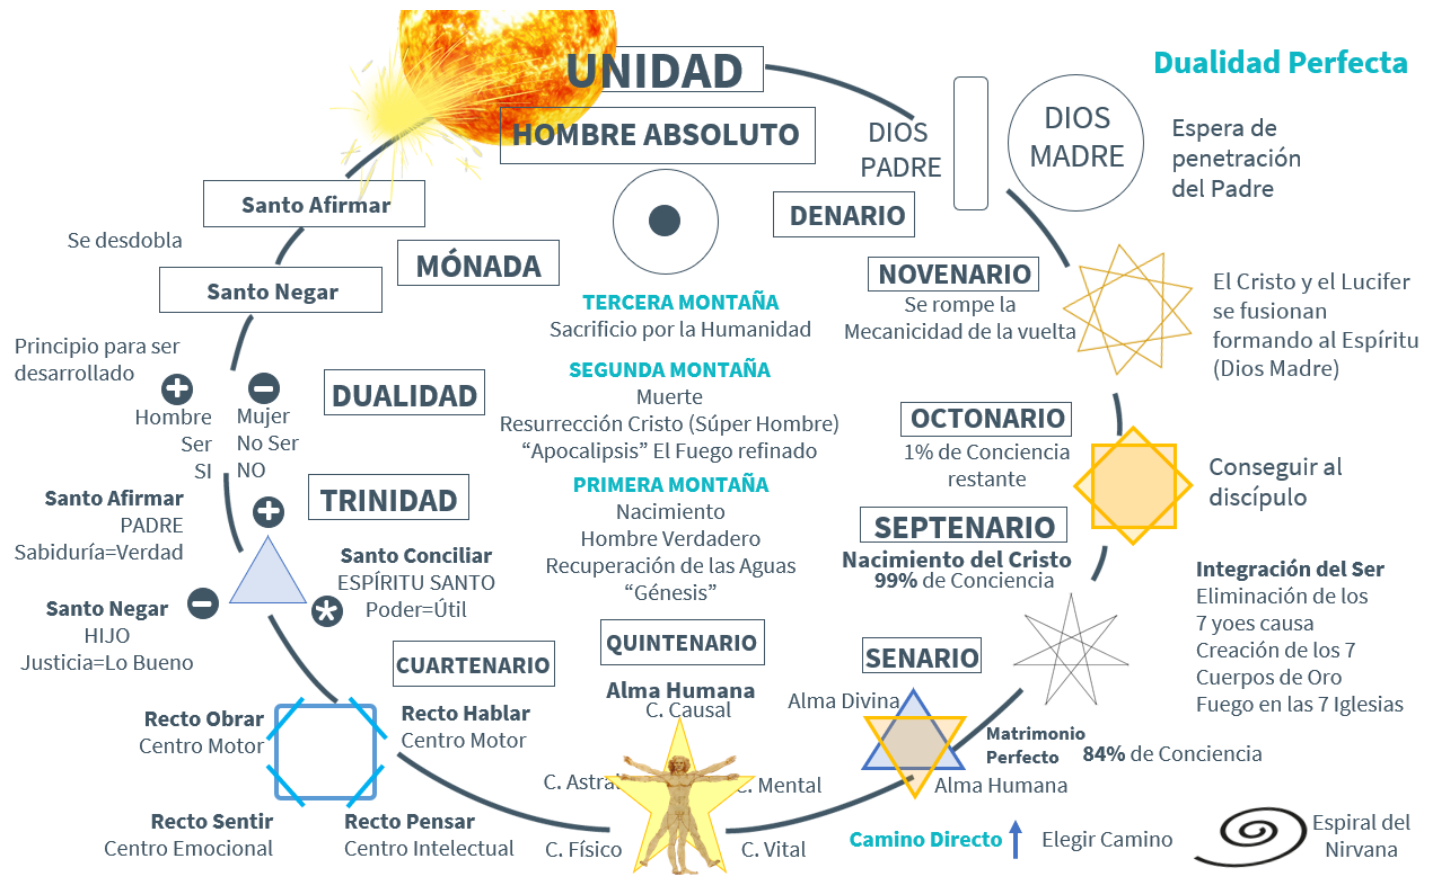 UNIDAD
HOMBRE ABSOLUTO
Dualidad Perfecta
DIOS
PADRE
DIOS
MADRE
Espera de
penetración
del Padre
Santo Afirmar
Se desdobla
Santo Negar
MÓNADA
DENARIO
NOVENARIO
Se rompe la
Mecanicidad de la vuelta
El Cristo y el Lucifer
se fusionan
formando al Espíritu
(Dios Madre)
TERCERA MONTAÑA
Sacrificio por la Humanidad
SEGUNDA MONTAÑA
Muerte
Resurrección Cristo (Súper Hombre)
“Apocalipsis” El Fuego refinado
PRIMERA MONTAÑA
Nacimiento
Hombre Verdadero
Recuperación de las Aguas
“Génesis”
Principio para ser
desarrollado
+
Hombre
Ser
SI
−
Mujer
No Ser
NO
DUALIDAD
OCTONARIO
1% de Conciencia
restante
Conseguir al
discípulo
TRINIDAD
Santo Afirmar
PADRE
Sabiduría=Verdad
+
Santo Conciliar
ESPÍRITU SANTO
Poder=Útil
*
Santo Negar
HIJO
Justicia=Lo Bueno
−
SEPTENARIO
Nacimiento del Cristo
99% de Conciencia
Integración del Ser
Eliminación de los
7 yoes causa
Creación de los 7
Cuerpos de Oro
Fuego en las 7 Iglesias
CUARTENARIO
Recto Obrar
Centro Motor
Recto Hablar
Centro Motor
Recto Sentir
Centro Emocional
Recto Pensar
Centro Intelectual
QUINTENARIO
Alma Humana
C. Causal
C. Astral
C. Mental
C. Físico
C. Vital
SENARIO
Alma Divina
Matrimonio
Perfecto
84% de Conciencia
Alma Humana
Camino Directo
Elegir Camino
Espiral del
Nirvana